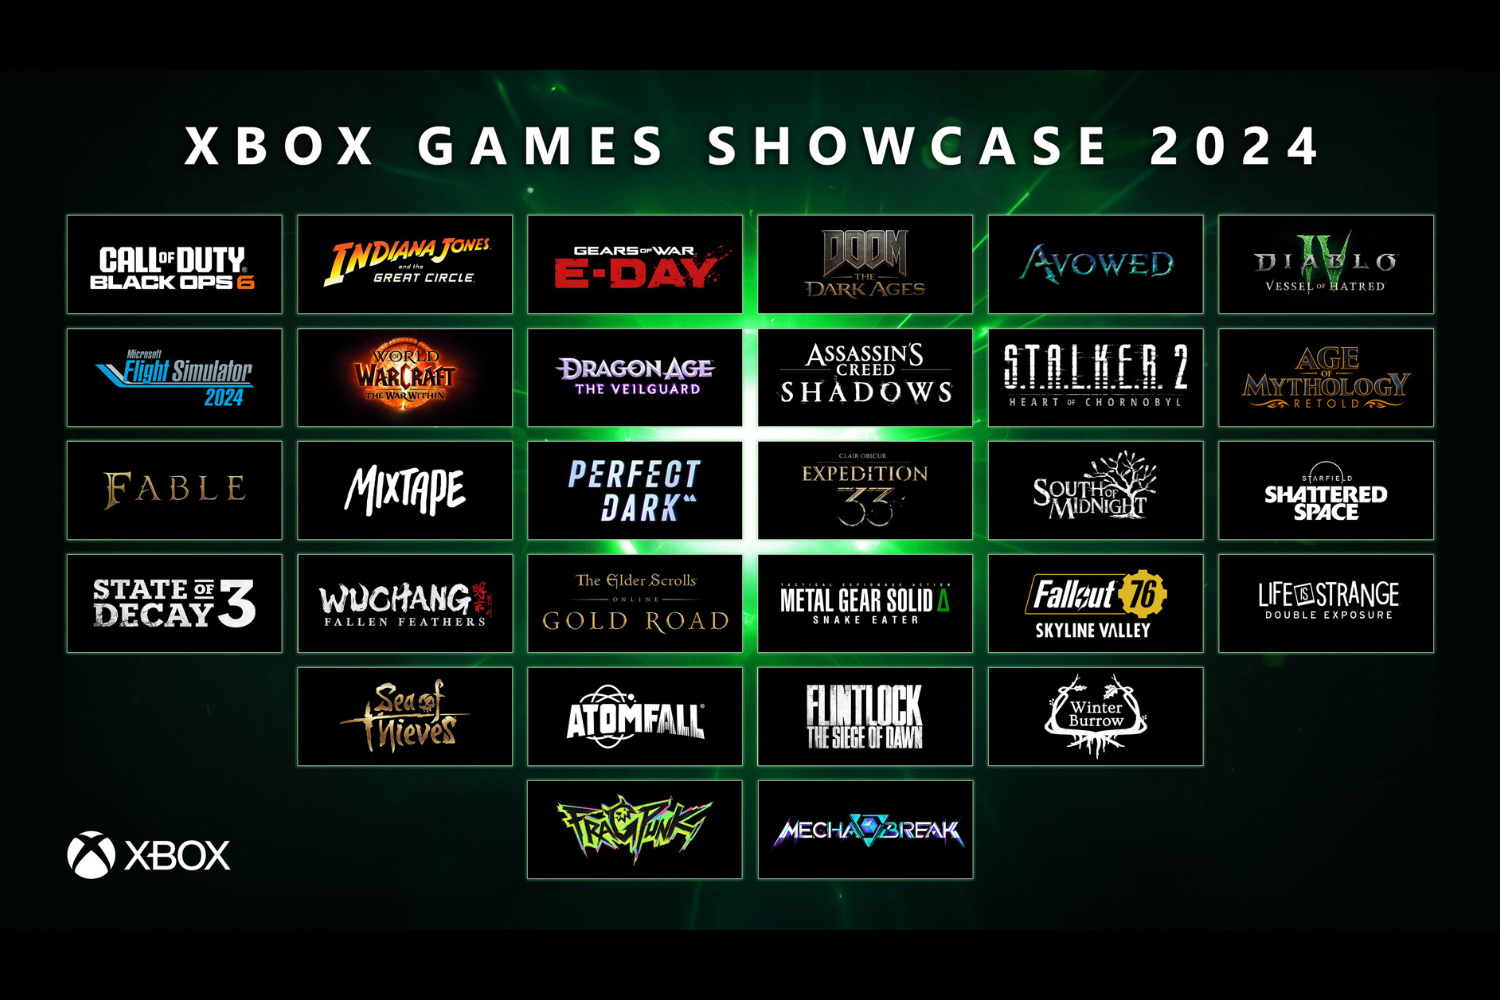 XBOX GAMES SHOWCASE 2024
CALL OF DUTY®
BLACK OPS 6
INDIANA JONES
and the
GREAT CIRCLE
GEARS OF WAR
E-DAY
DOOM
THE
DARK AGES
AVOWED
DIABLO
IV
VESSEL OF HATRED
Microsoft
Flight Simulator
2024
WORLD
OF
WARCRAFT
THE WAR WITHIN
DRAGON AGE
THE VEILGUARD
ASSASSIN'S
CREED
SHADOWS
S.T.A.L.K.E.R. 2
HEART OF CHORNOBYL
AGE
OF
MYTHOLOGY
RETOLD
FABLE
MIXTAPE
PERFECT
DARK
CLAIR OBSCUR
EXPEDITION
33
SOUTH OF
MIDNIGHT
STARFIELD
SHATTERED
SPACE
STATE OF
DECAY 3
WUCHANG
FALLEN FEATHERS
The Elder Scrolls
ONLINE
GOLD ROAD
TACTICAL ESPIONAGE ACTION
METAL GEAR SOLID Δ
SNAKE EATER
Fallout 76
SKYLINE VALLEY
LIFE IS STRANGE
DOUBLE EXPOSURE
Sea of
Thieves
ATOMFALL
FLINTLOCK
THE SIEGE OF DAWN
Winter
Burrow
FRAGPUNK
MECHA BREAK
XBOX